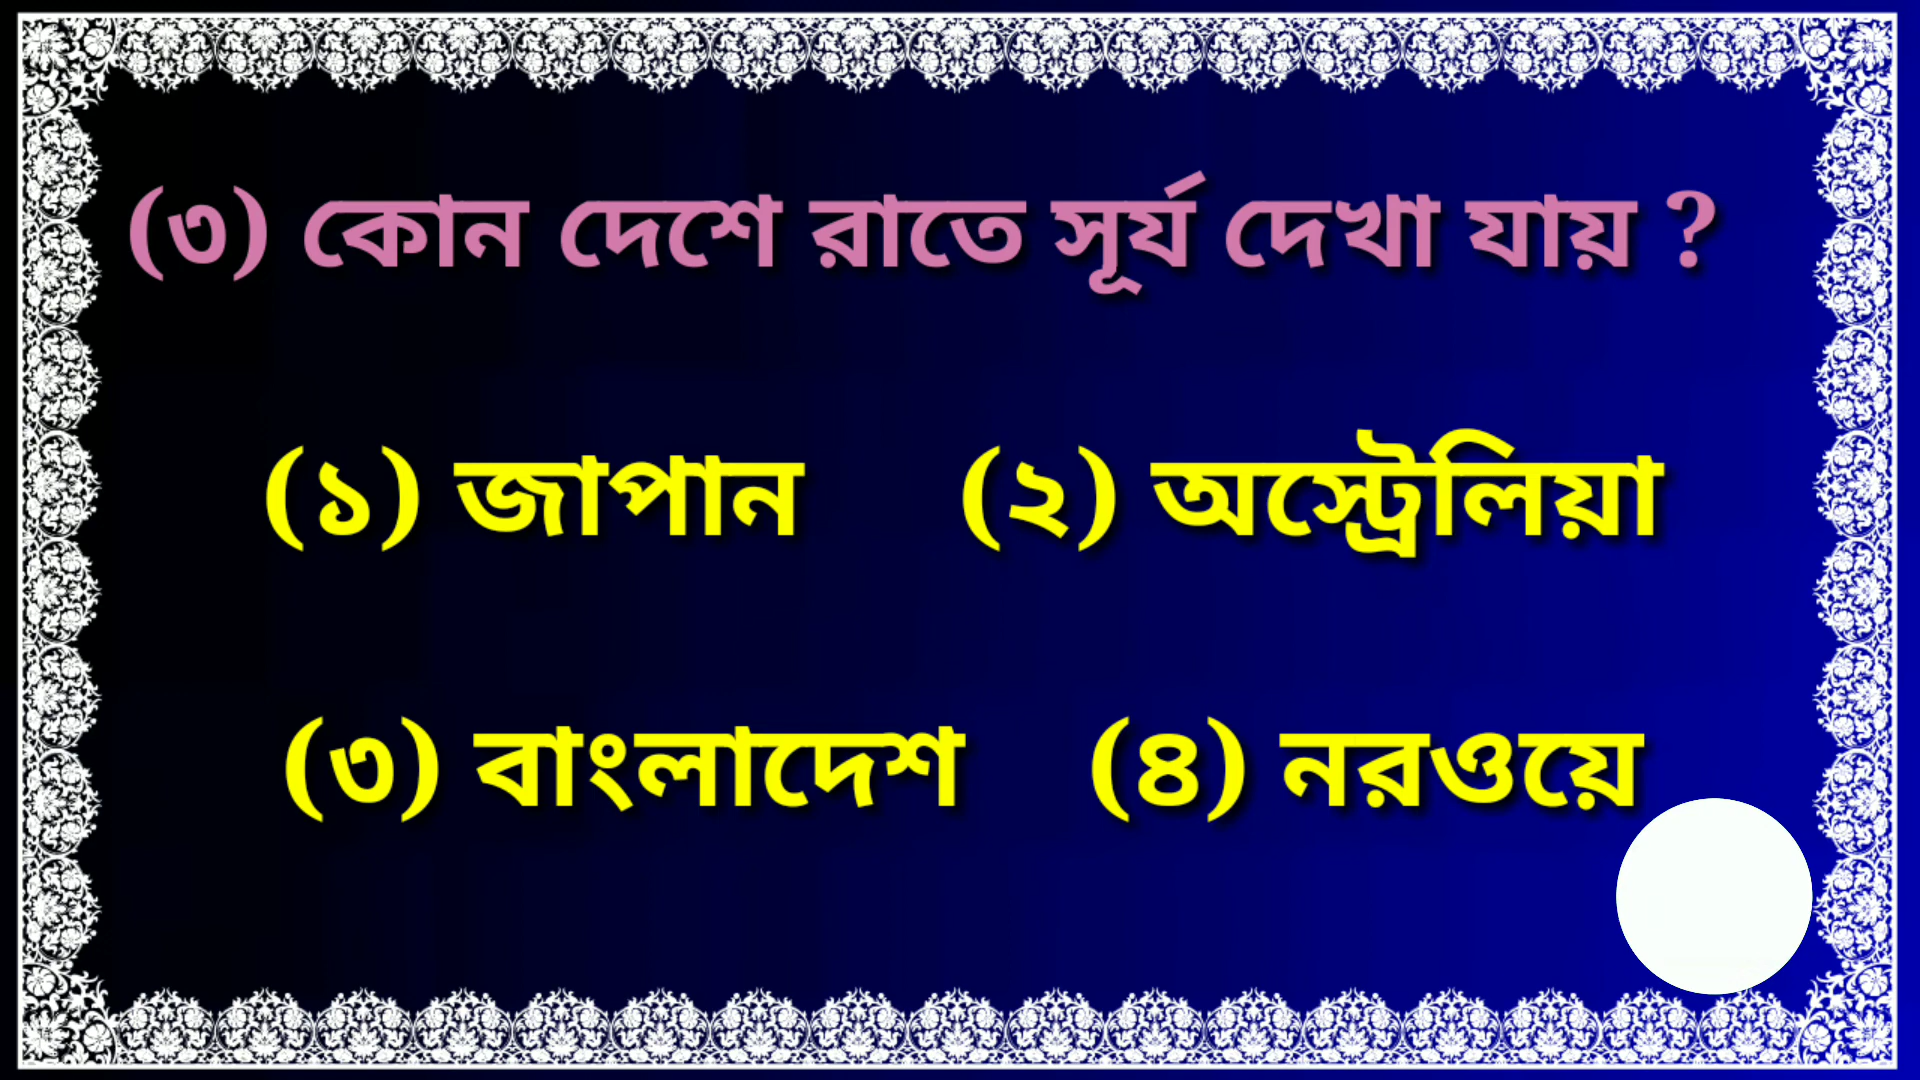 (৩) কোন দেশে রাতে সূর্য দেখা যায় ?
(১) জাপান (২) অস্ট্রেলিয়া
(৩) বাংলাদেশ (৪) নরওয়ে